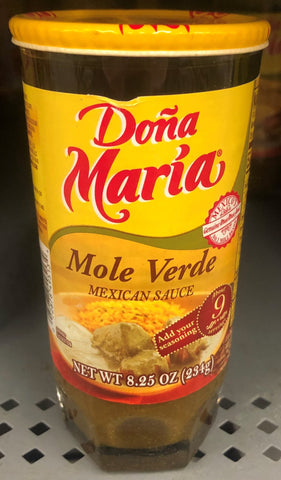 Doña
María®
Mole Verde
MEXICAN SAUCE
Add your
seasoning
9
NET WT 8.25 OZ (234g)